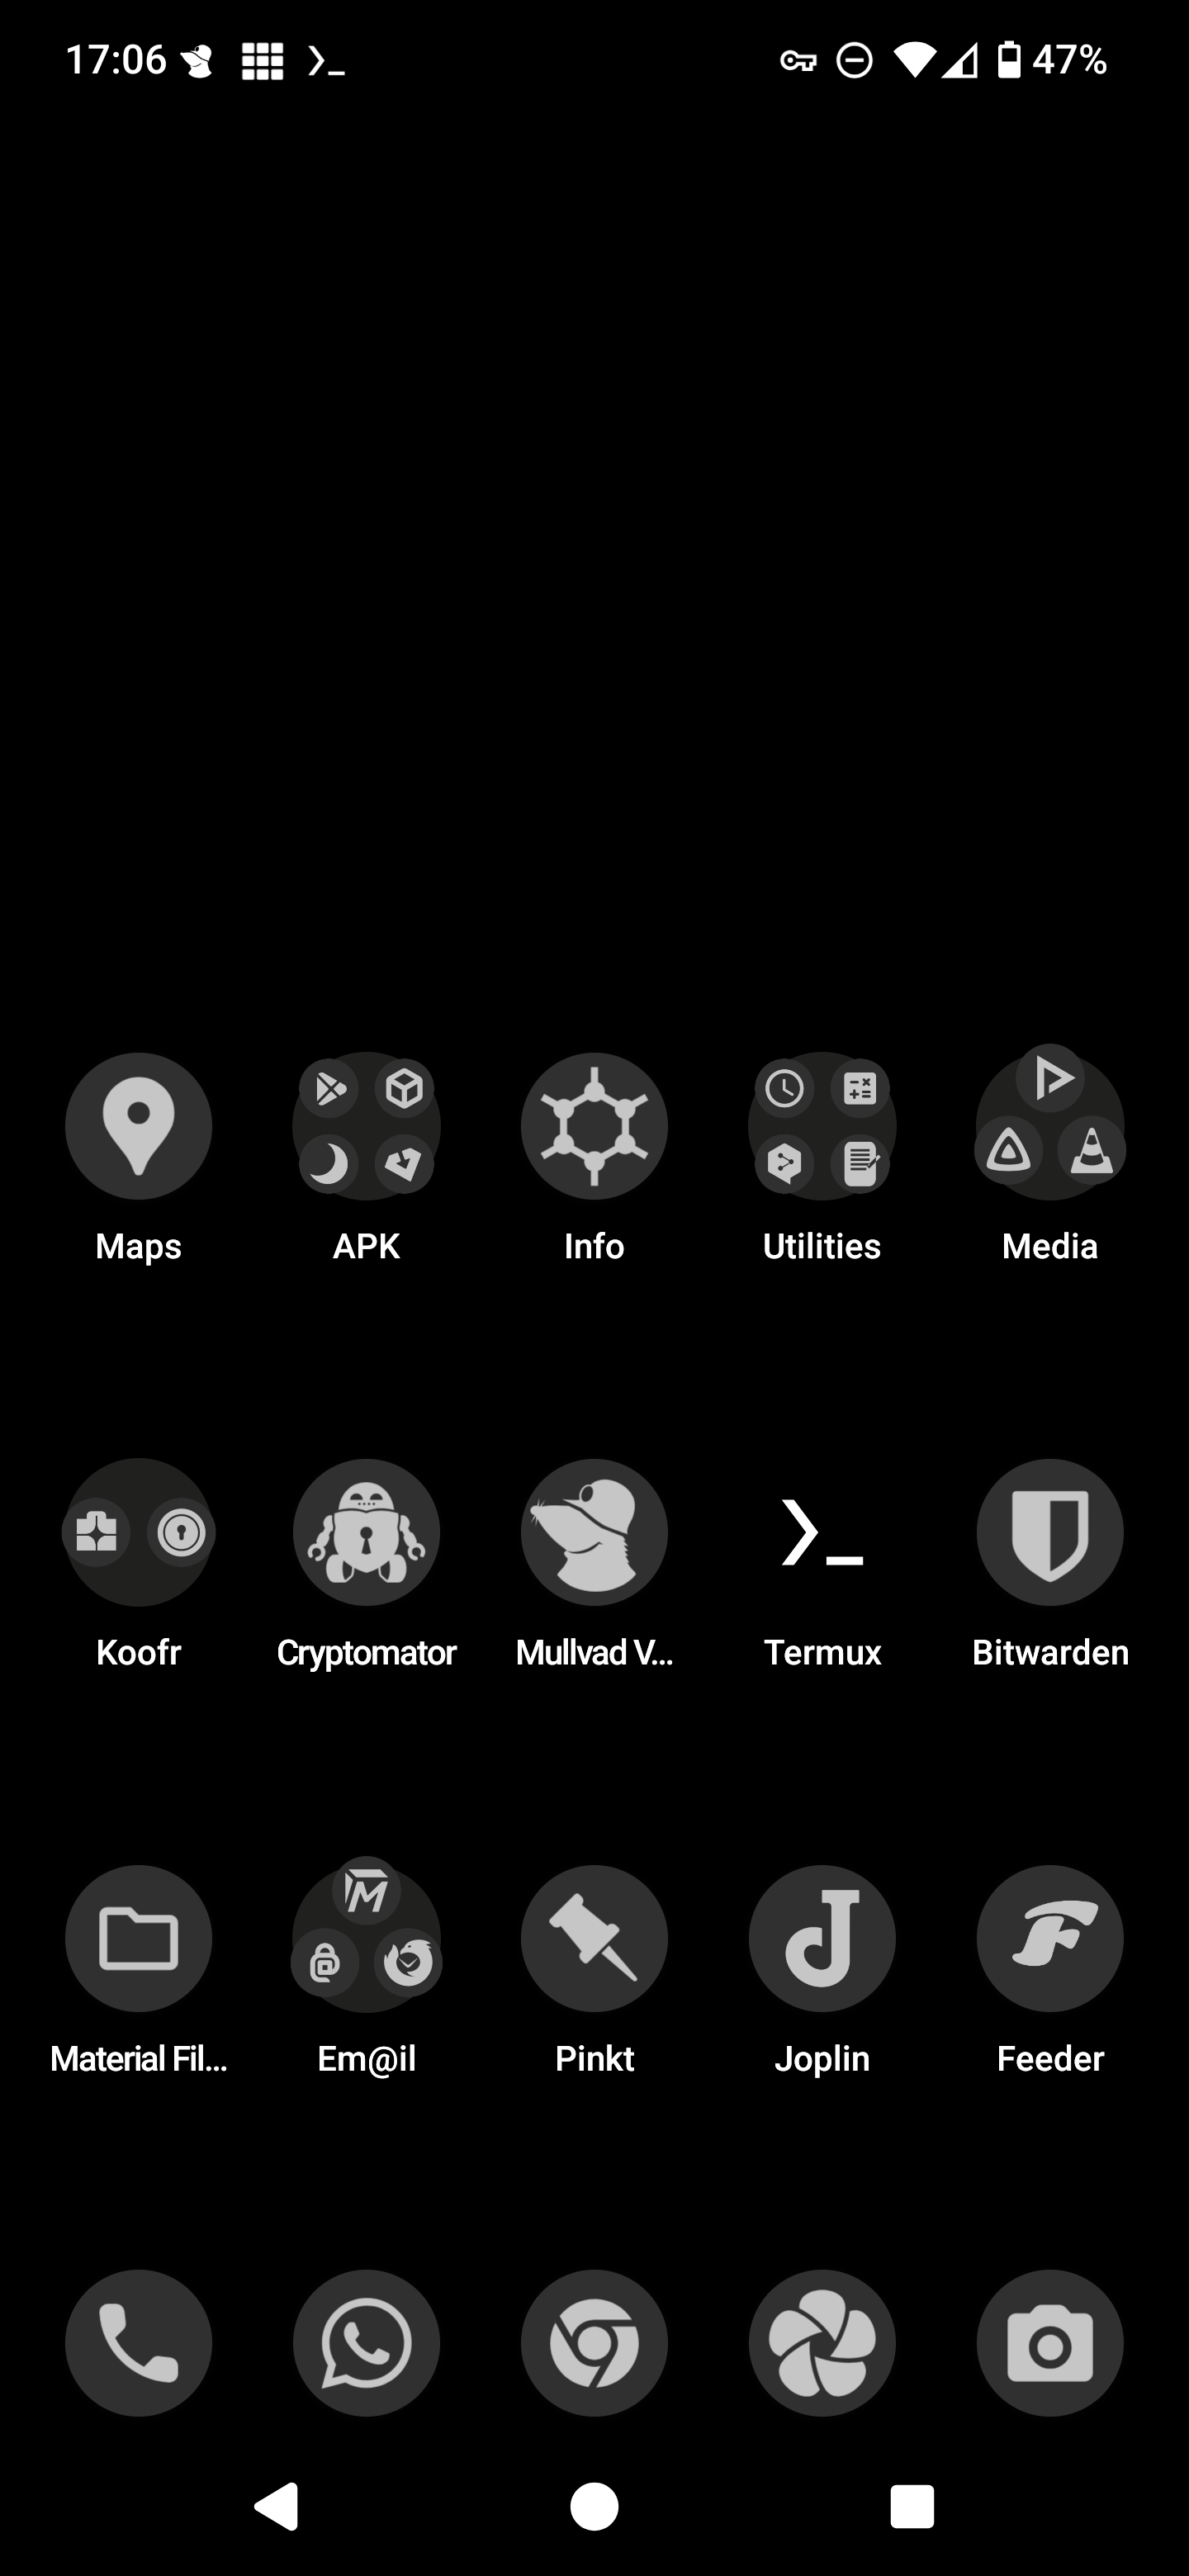 17:06 47%
Maps APK Info Utilities Media
Koofr Cryptomator Mullvad V... Termux Bitwarden
Material Fil... Em@il Pinkt Joplin Feeder